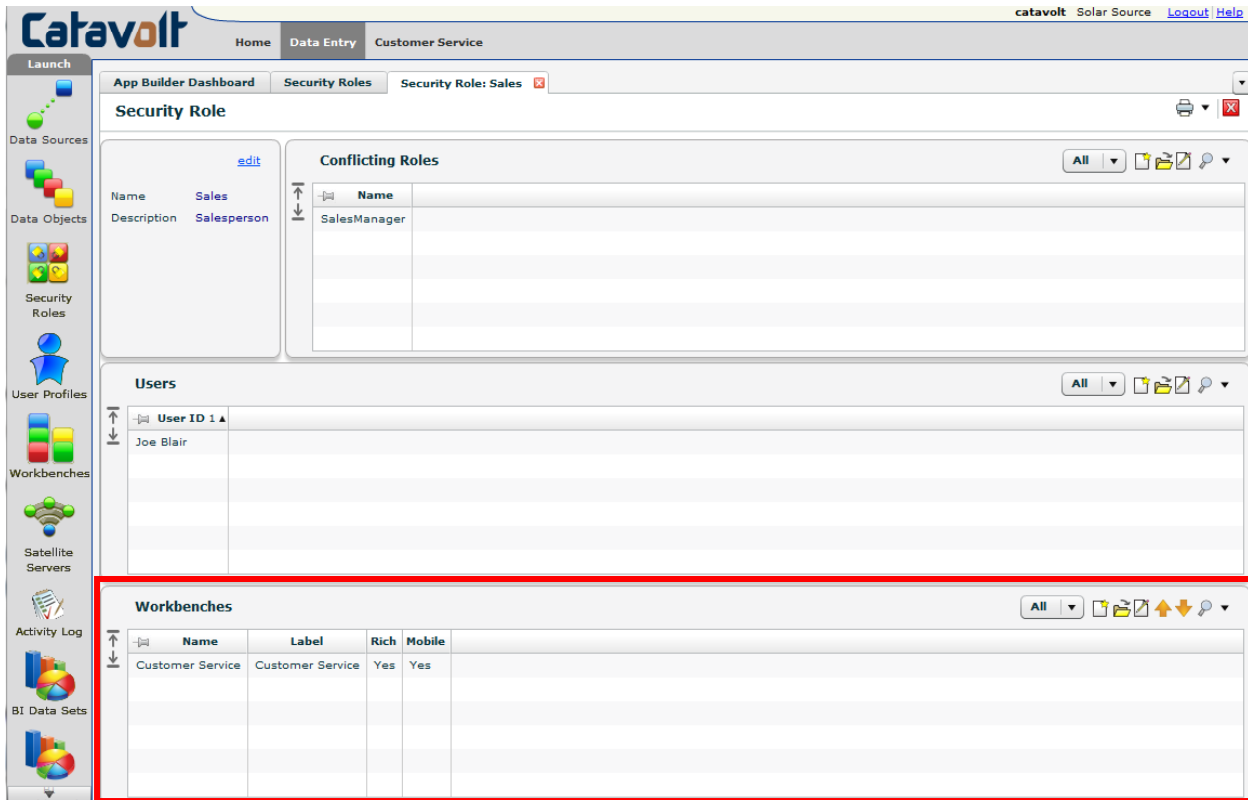 catavolt Solar Source Logout Help
Catavolt
Home Data Entry Customer Service
Launch
Data Sources
Data Objects
Security
Roles
User Profiles
Workbenches
Satellite
Servers
Activity Log
BI Data Sets
App Builder Dashboard Security Roles Security Role: Sales
Security Role
edit
Name Sales
Description Salesperson
Conflicting Roles All
Name
SalesManager
Users All
User ID 1
Joe Blair
Workbenches All
Name Label Rich Mobile
Customer Service Customer Service Yes Yes